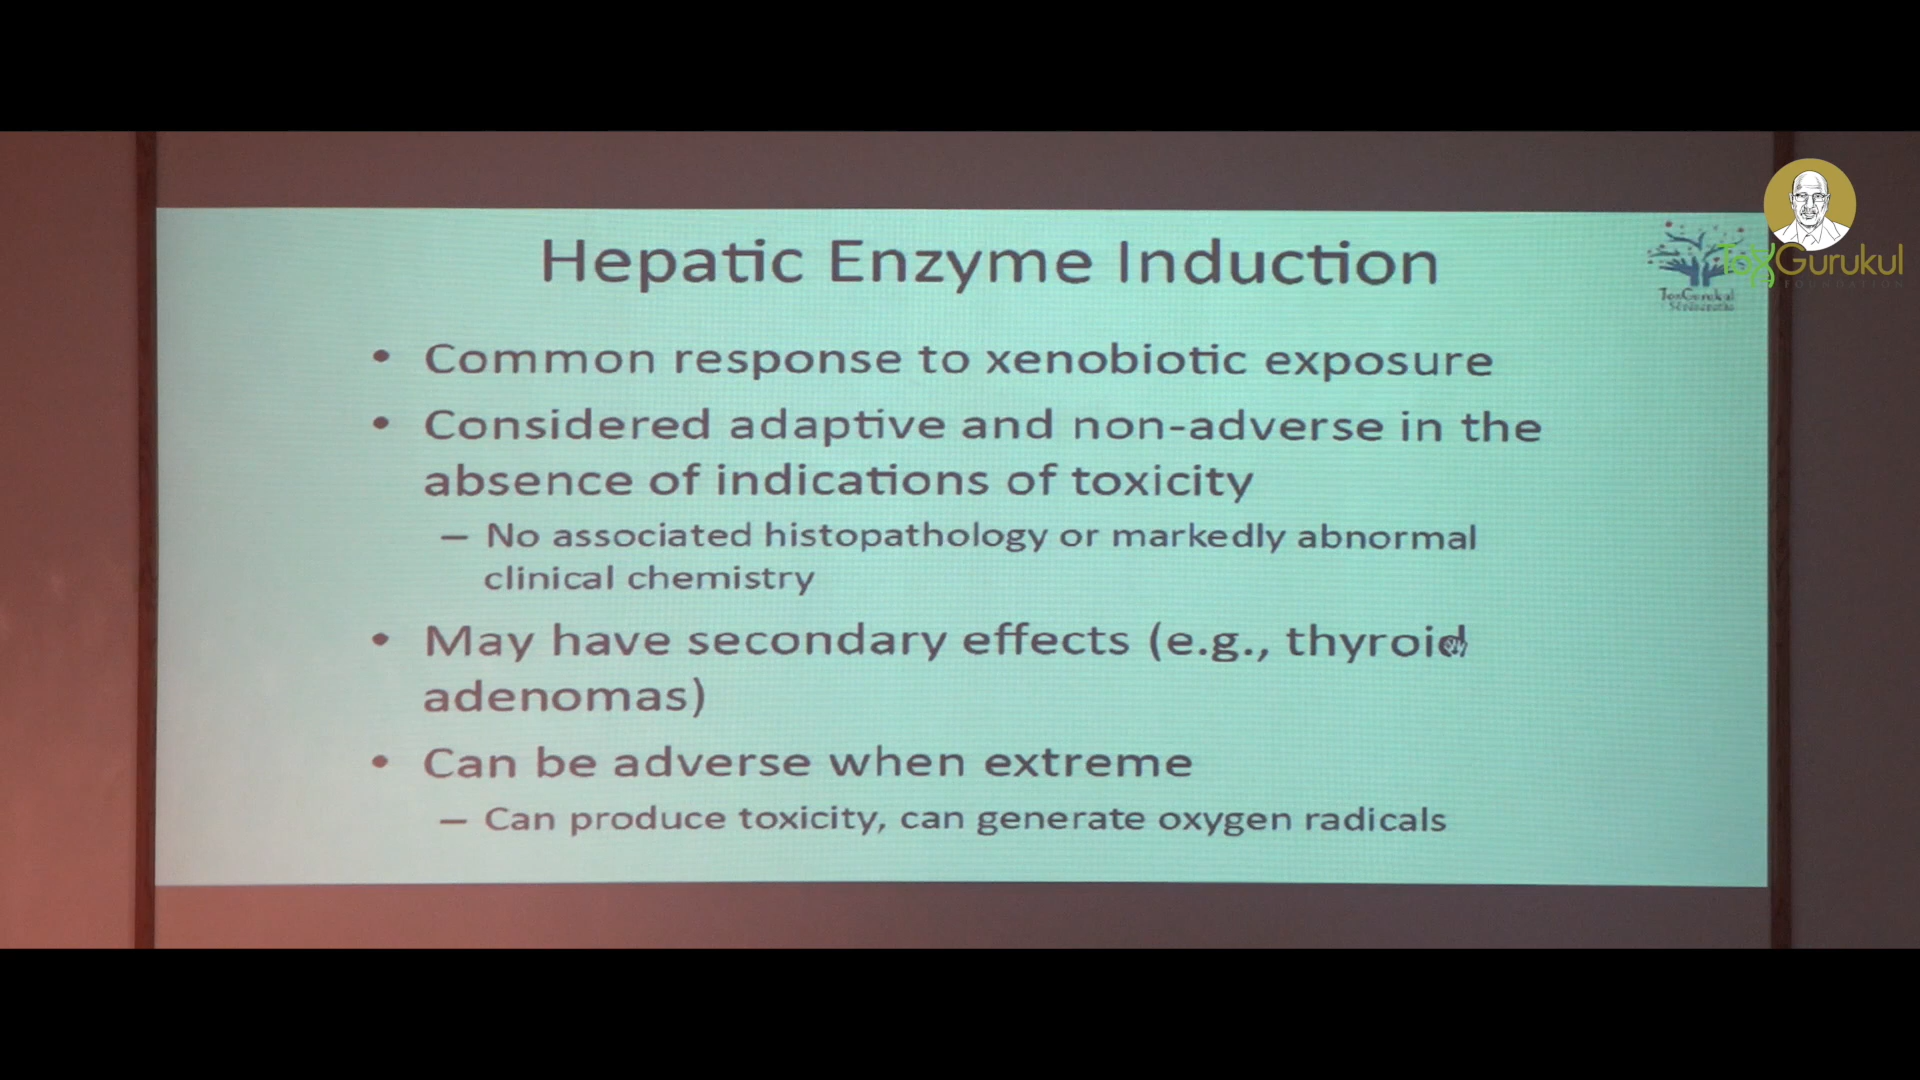 Hepatic Enzyme Induction
ToxGurukul
FOUNDATION
ToxGurukul
• Common response to xenobiotic exposure
• Considered adaptive and non-adverse in the
absence of indications of toxicity
– No associated histopathology or markedly abnormal
clinical chemistry
• May have secondary effects (e.g., thyroid
adenomas)
• Can be adverse when extreme
– Can produce toxicity, can generate oxygen radicals